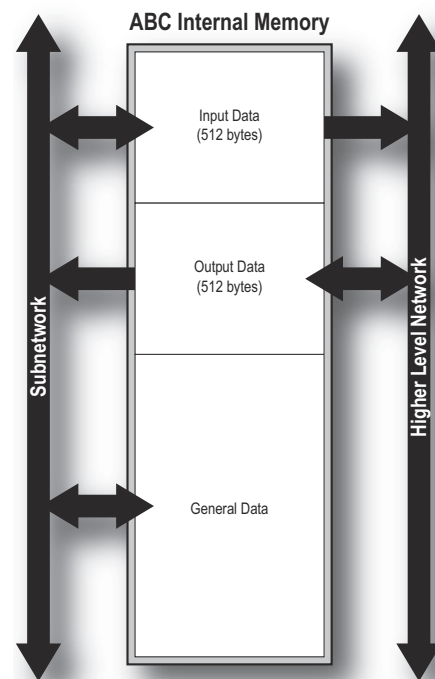 ABC Internal Memory
Input Data
(512 bytes)
Output Data
(512 bytes)
General Data
Subnetwork
Higher Level Network